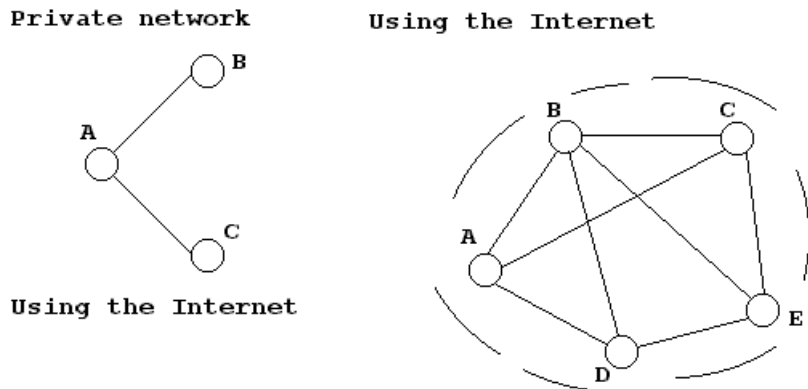 Private network
B
A
C
Using the Internet
Using the Internet
B
C
A
E
D